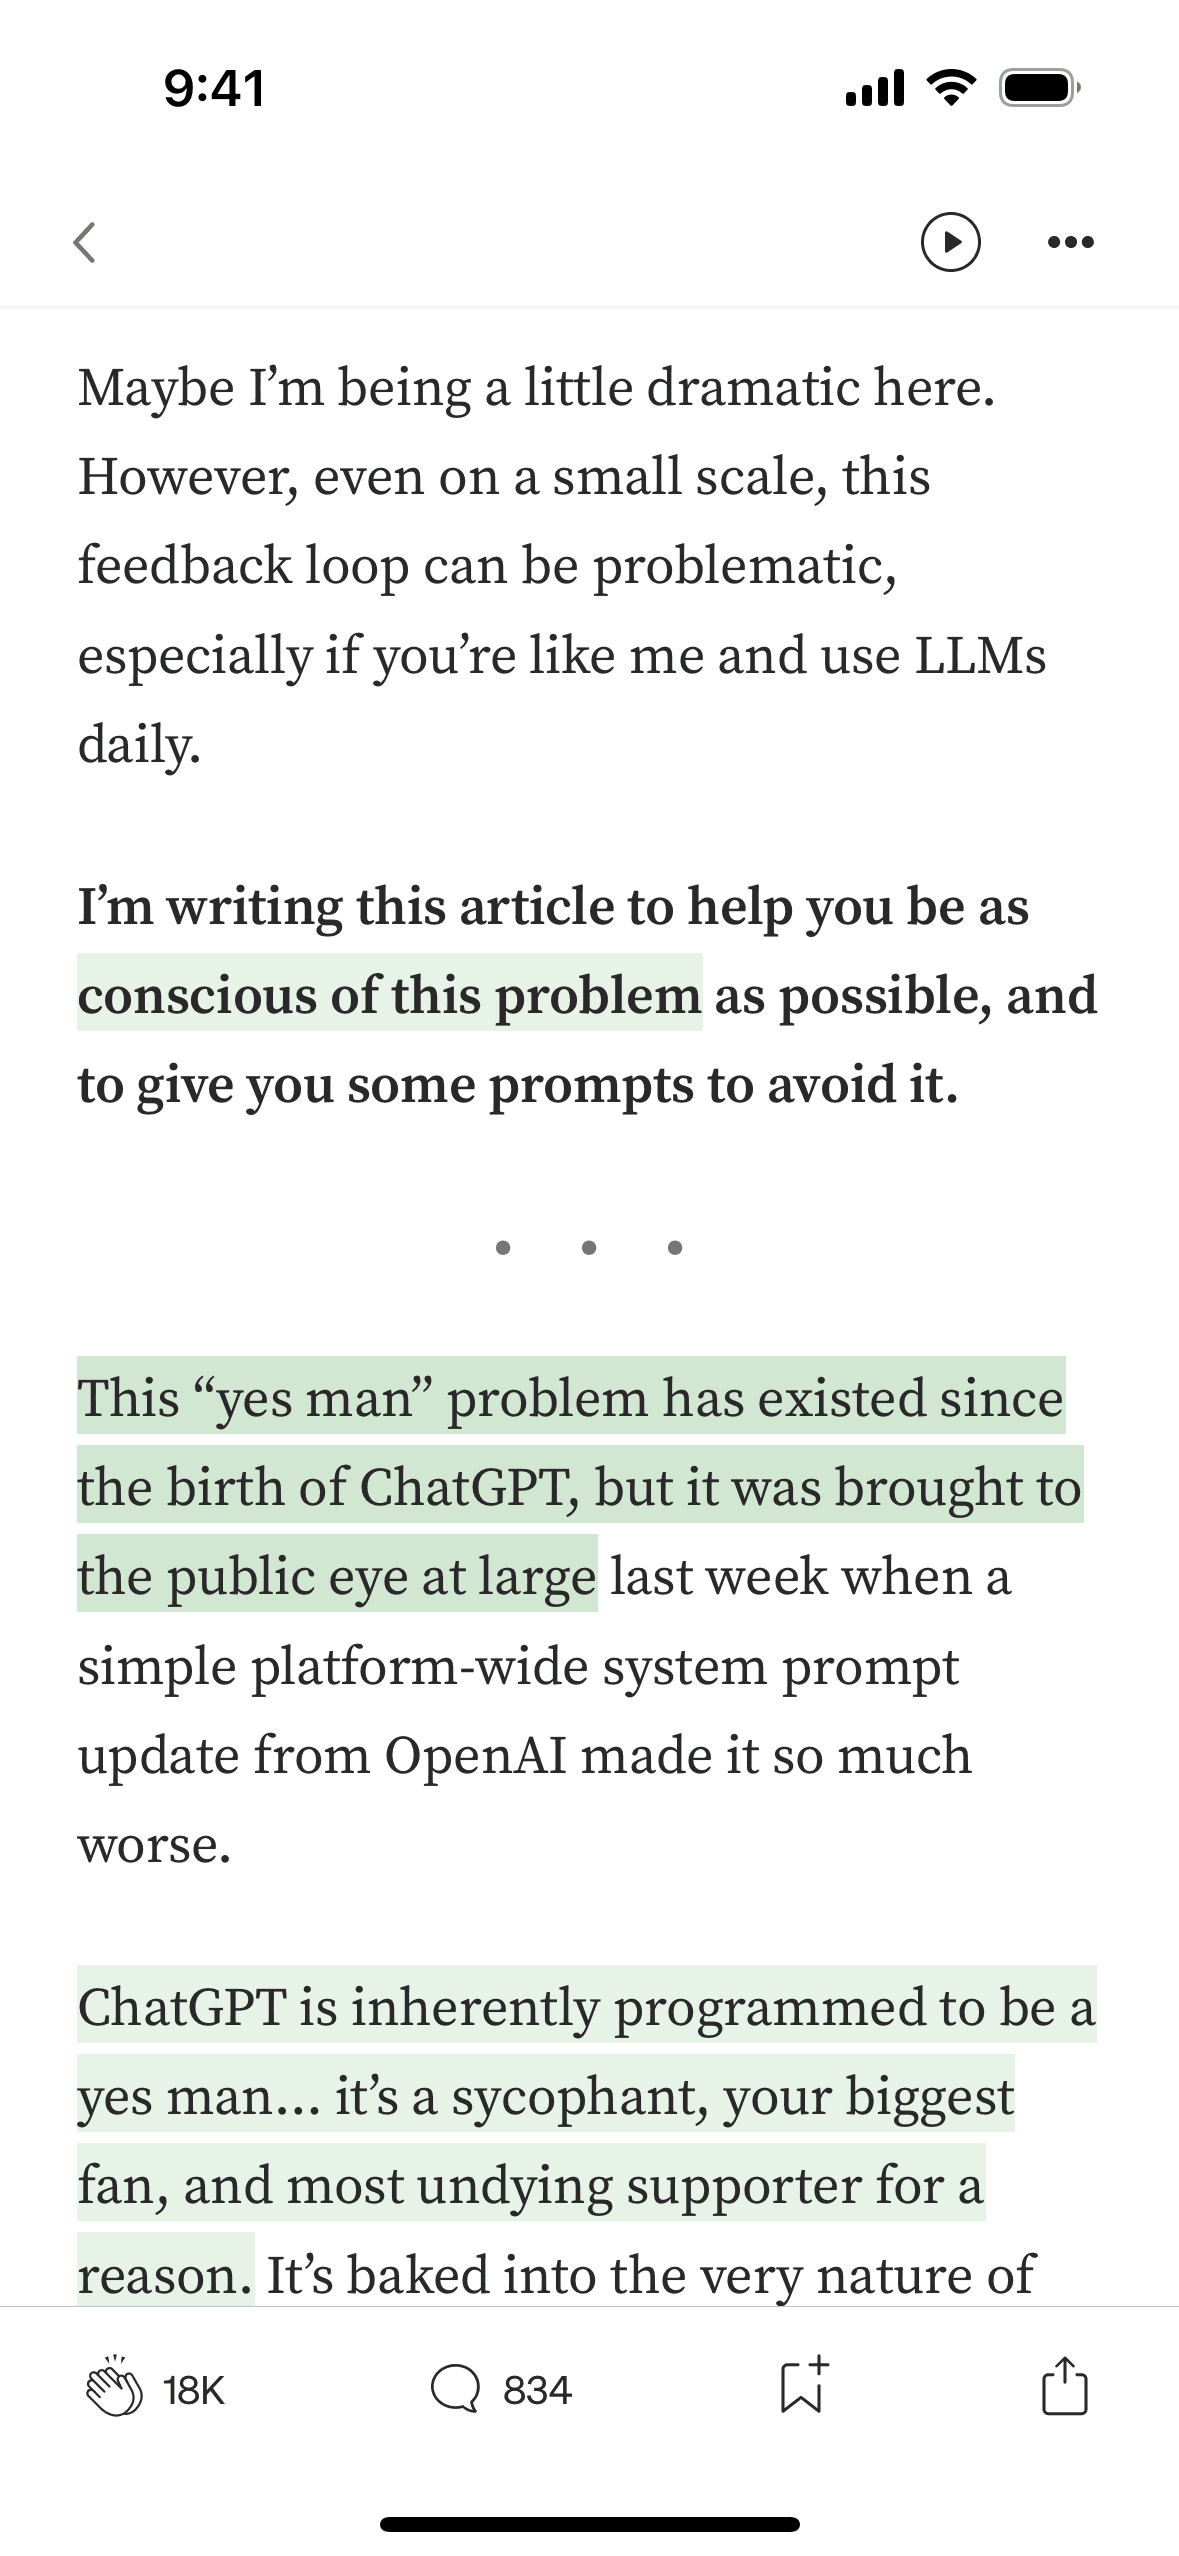 9:41
Maybe I’m being a little dramatic here.
However, even on a small scale, this
feedback loop can be problematic,
especially if you’re like me and use LLMs
daily.
I’m writing this article to help you be as
conscious of this problem as possible, and
to give you some prompts to avoid it.
This “yes man” problem has existed since
the birth of ChatGPT, but it was brought to
the public eye at large last week when a
simple platform-wide system prompt
update from OpenAI made it so much
worse.
ChatGPT is inherently programmed to be a
yes man… it’s a sycophant, your biggest
fan, and most undying supporter for a
reason. It’s baked into the very nature of
18K 834